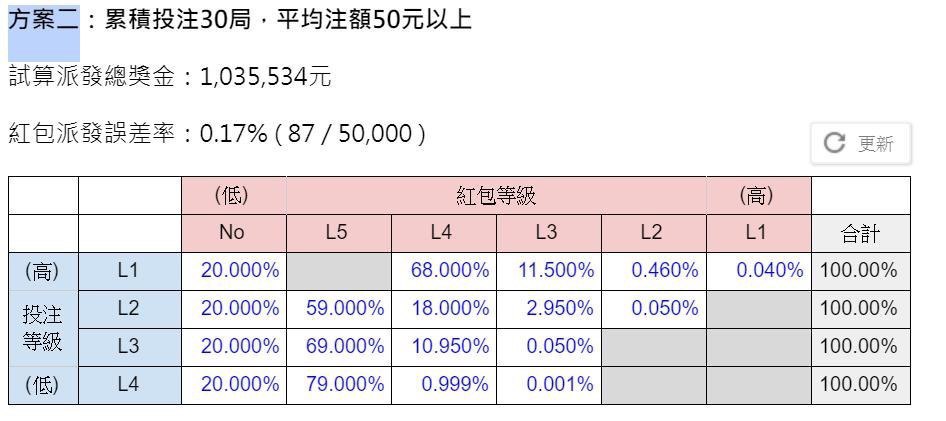 方案二：累積投注30局，平均注額50元以上
試算派發總獎金：1,035,534元
紅包派發誤差率：0.17% ( 87 / 50,000 )
更新
(低) 紅包等級 (高)
No L5 L4 L3 L2 L1 合計
(高) L1 20.000% 68.000% 11.500% 0.460% 0.040% 100.00%
投注等級 L2 20.000% 59.000% 18.000% 2.950% 0.050% 100.00%
L3 20.000% 69.000% 10.950% 0.050% 100.00%
(低) L4 20.000% 79.000% 0.999% 0.001% 100.00%